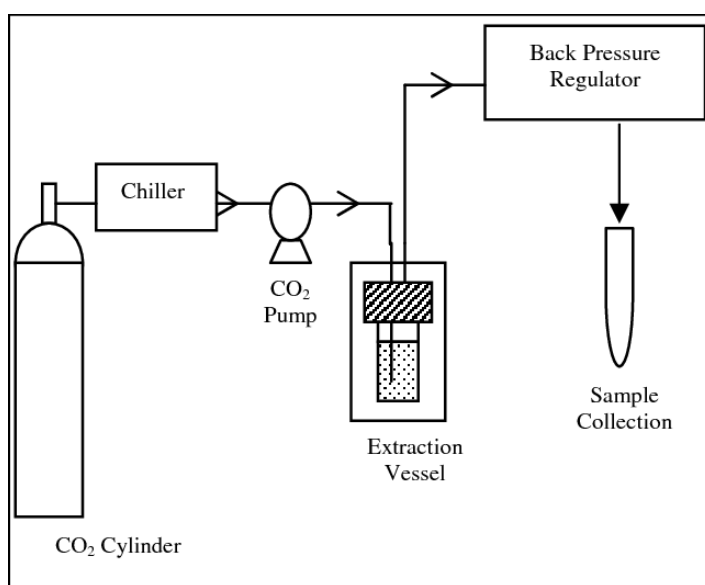 Back Pressure
Regulator
Chiller
CO₂
Pump
Extraction
Vessel
Sample
Collection
CO₂ Cylinder